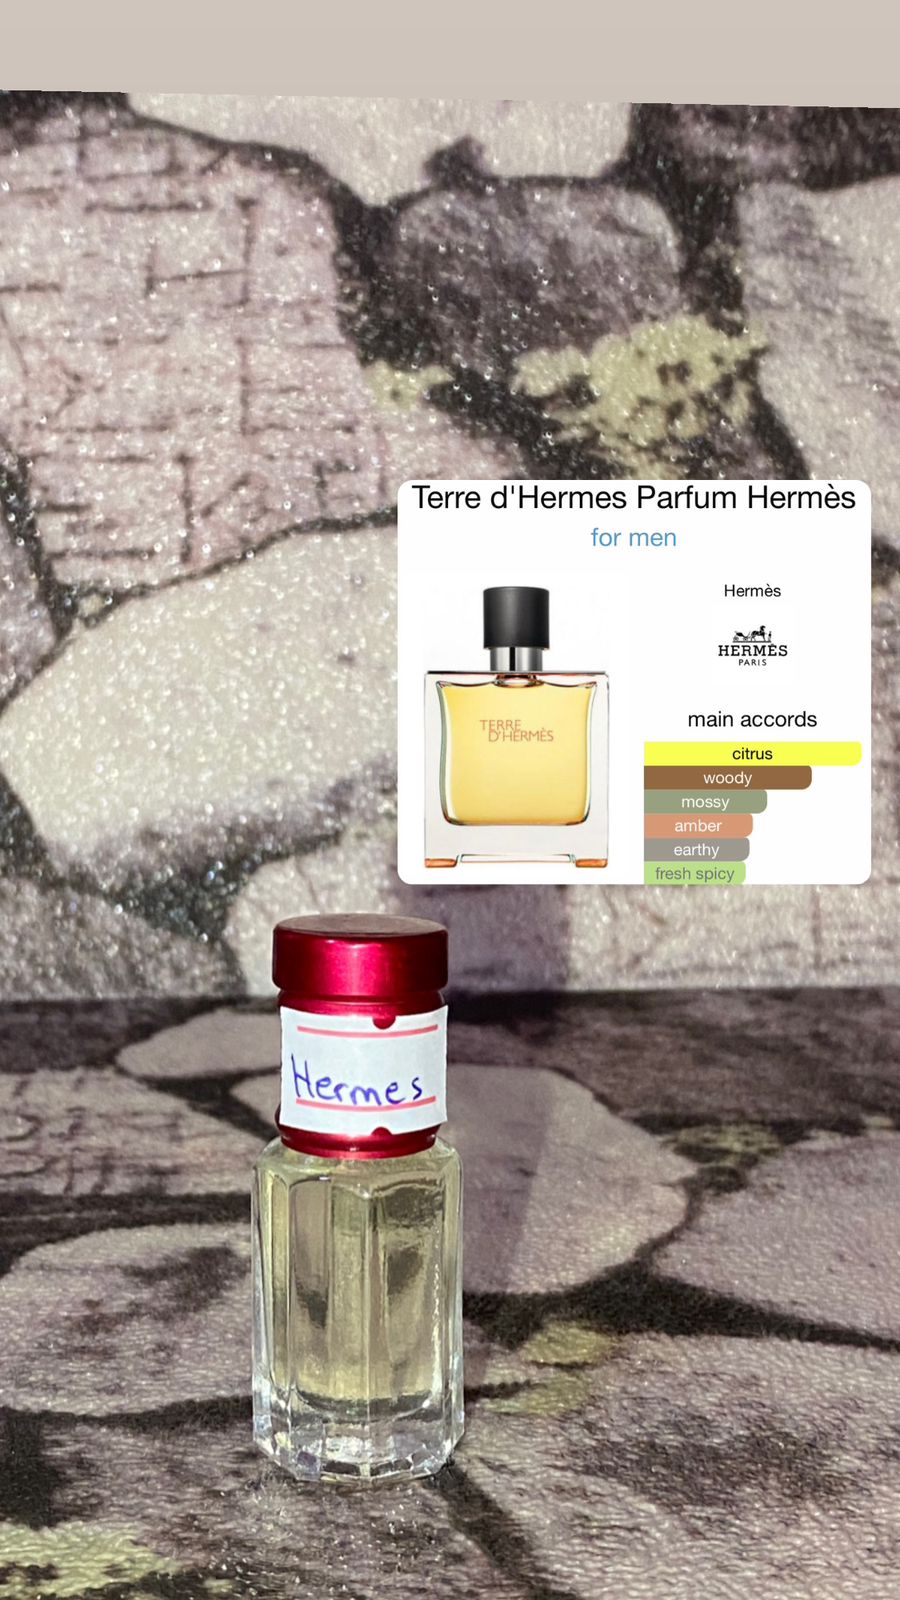 Terre d'Hermes Parfum Hermès
for men
Hermès
HERMÈS
PARIS
TERRE
D'HERMÈS
main accords
citrus
woody
mossy
amber
earthy
fresh spicy
Hermes